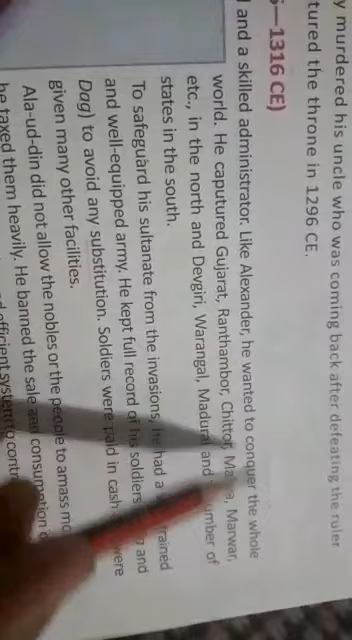 y murdered his uncle who was coming back after defeating the ruler
tured the throne in 1296 CE.
—1316 CE)
and a skilled administrator. Like Alexander, he wanted to conquer the whole
world. He caputured Gujarat, Ranthambor, Chittor, Marwar,
etc., in the north and Devgiri, Warangal, Madurai and number of
states in the south.
To safeguard his sultanate from the invasions, he had a trained
and well-equipped army. He kept full record of his soldiers and
Dag) to avoid any substitution. Soldiers were paid in cash were
given many other facilities.
Ala-ud-din did not allow the nobles or the people to amass
he taxed them heavily. He banned the sale and consumption
efficient system to contr